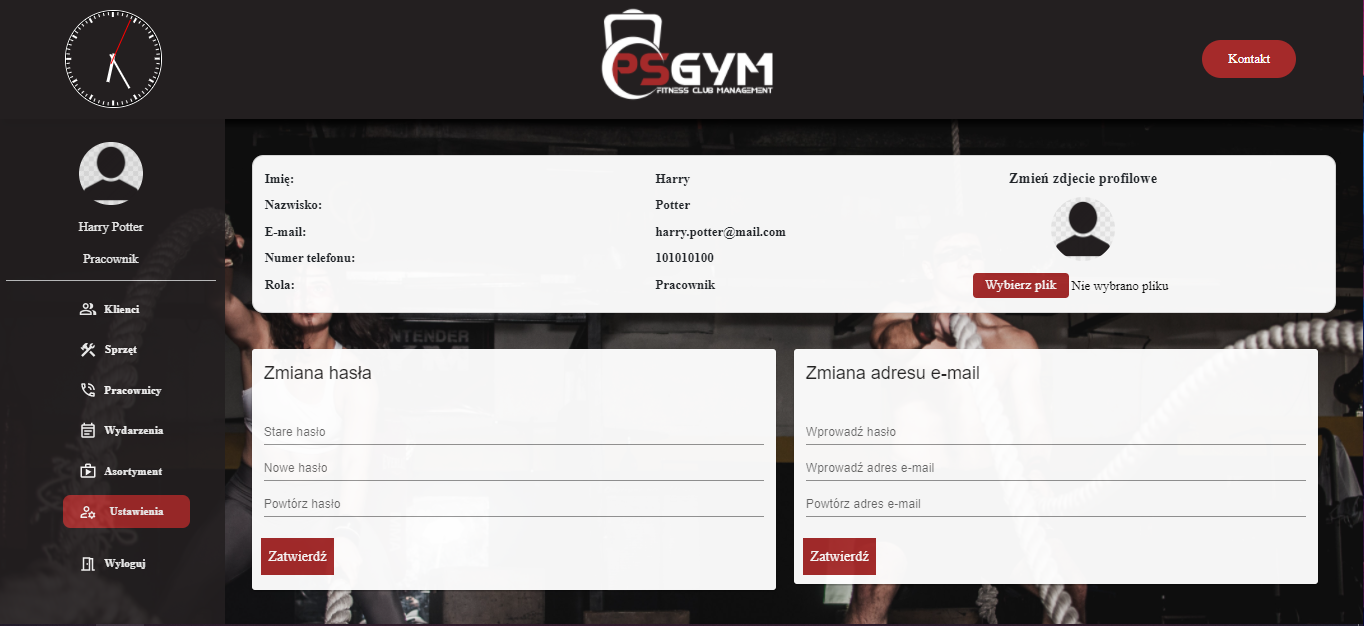 PSGYM
FITNESS CLUB MANAGEMENT
Kontakt
Harry Potter
Pracownik
Klienci
Sprzęt
Pracownicy
Wydarzenia
Asortyment
Ustawienia
Wyloguj
Imię: Harry
Nazwisko: Potter
E-mail: harry.potter@mail.com
Numer telefonu: 101010100
Rola: Pracownik
Zmień zdjecie profilowe
Wybierz plik Nie wybrano pliku
NTENDER
Zmiana hasła
Stare hasło
Nowe hasło
Powtórz hasło
Zatwierdź
Zmiana adresu e-mail
Wprowadź hasło
Wprowadź adres e-mail
Powtórz adres e-mail
Zatwierdź